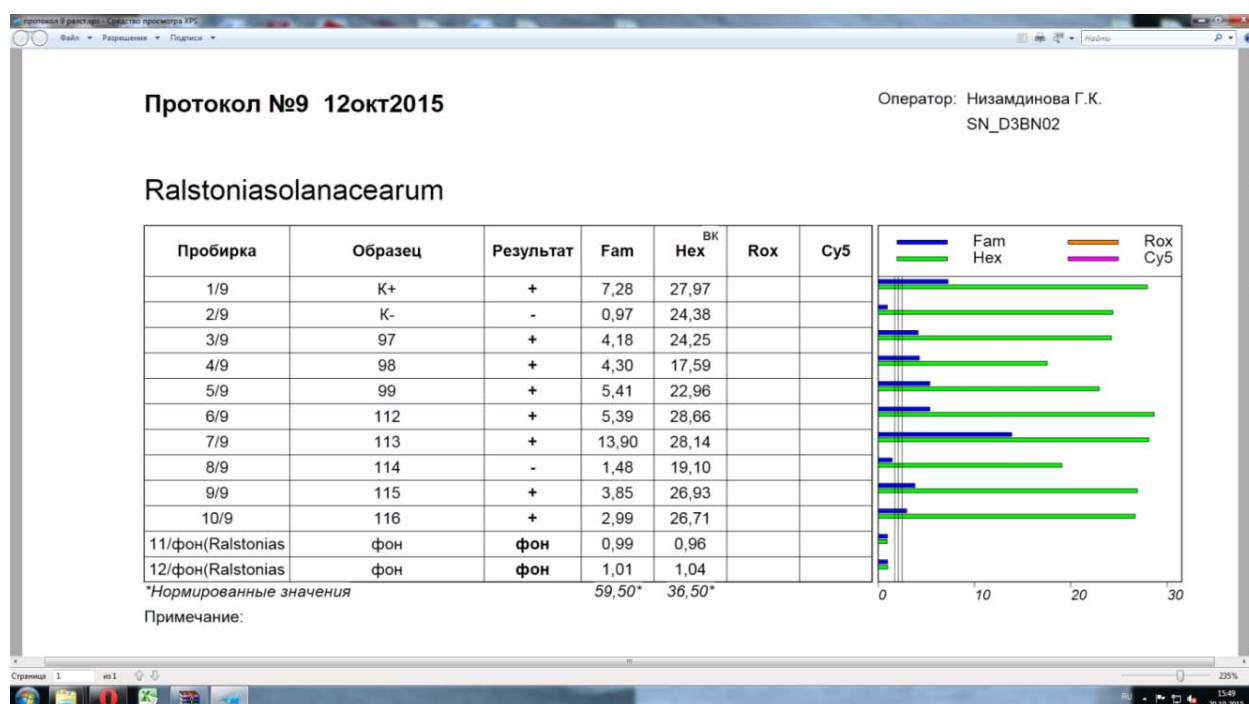 протокол 9 ралст.xps - Средство просмотра XPS
Файл Разрешения Подписи
Найти
Протокол №9 12окт2015
Оператор: Низамдинова Г.К.
SN_D3BN02
Ralstoniasolanacearum
Пробирка Образец Результат Fam вк Hex Rox Cy5
Fam Rox
Hex Cy5
1/9 К+ + 7,28 27,97
2/9 К- - 0,97 24,38
3/9 97 + 4,18 24,25
4/9 98 + 4,30 17,59
5/9 99 + 5,41 22,96
6/9 112 + 5,39 28,66
7/9 113 + 13,90 28,14
8/9 114 - 1,48 19,10
9/9 115 + 3,85 26,93
10/9 116 + 2,99 26,71
11/фон(Ralstonias фон фон 0,99 0,96
12/фон(Ralstonias фон фон 1,01 1,04
*Нормированные значения 59,50* 36,50*
0 10 20 30
Примечание:
Страница 1 из 1
235%
RU
15:49
20.10.2015